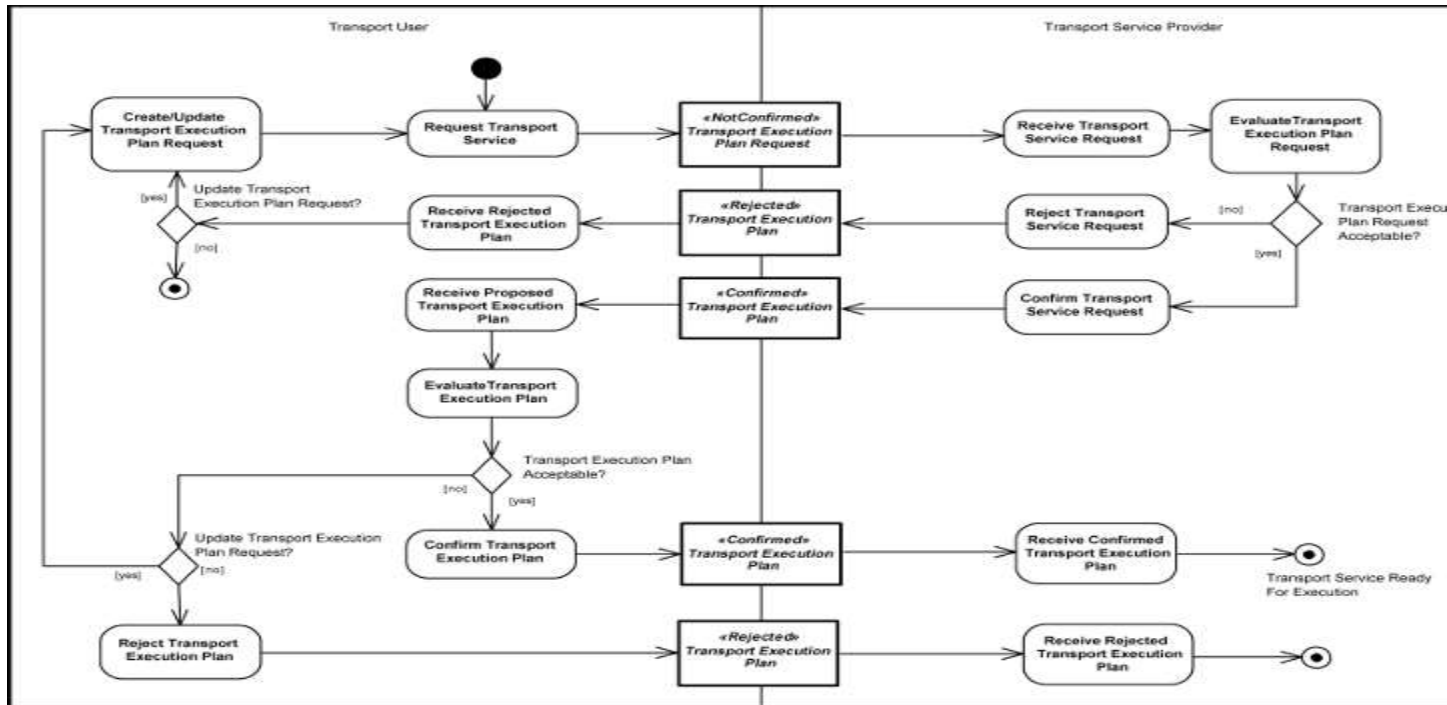 Transport User
Transport Service Provider
Create/Update
Transport Execution
Plan Request
Request Transport
Service
«NotConfirmed»
Transport Execution
Plan Request
Receive Transport
Service Request
EvaluateTransport
Execution Plan
Request
Update Transport
Execution Plan Request?
[yes]
[no]
Receive Rejected
Transport Execution
Plan
«Rejected»
Transport Execution
Plan
Reject Transport
Service Request
[no]
Transport Execu
Plan Request
Acceptable?
[yes]
Receive Proposed
Transport Execution
Plan
«Confirmed»
Transport Execution
Plan
Confirm Transport
Service Request
EvaluateTransport
Execution Plan
Transport Execution Plan
Acceptable?
[no]
[yes]
Update Transport Execution
Plan Request?
[yes]
[no]
Confirm Transport
Execution Plan
«Confirmed»
Transport Execution
Plan
Receive Confirmed
Transport Execution
Plan
Transport Service Ready
For Execution
Reject Transport
Execution Plan
«Rejected»
Transport Execution
Plan
Receive Rejected
Transport Execution
Plan